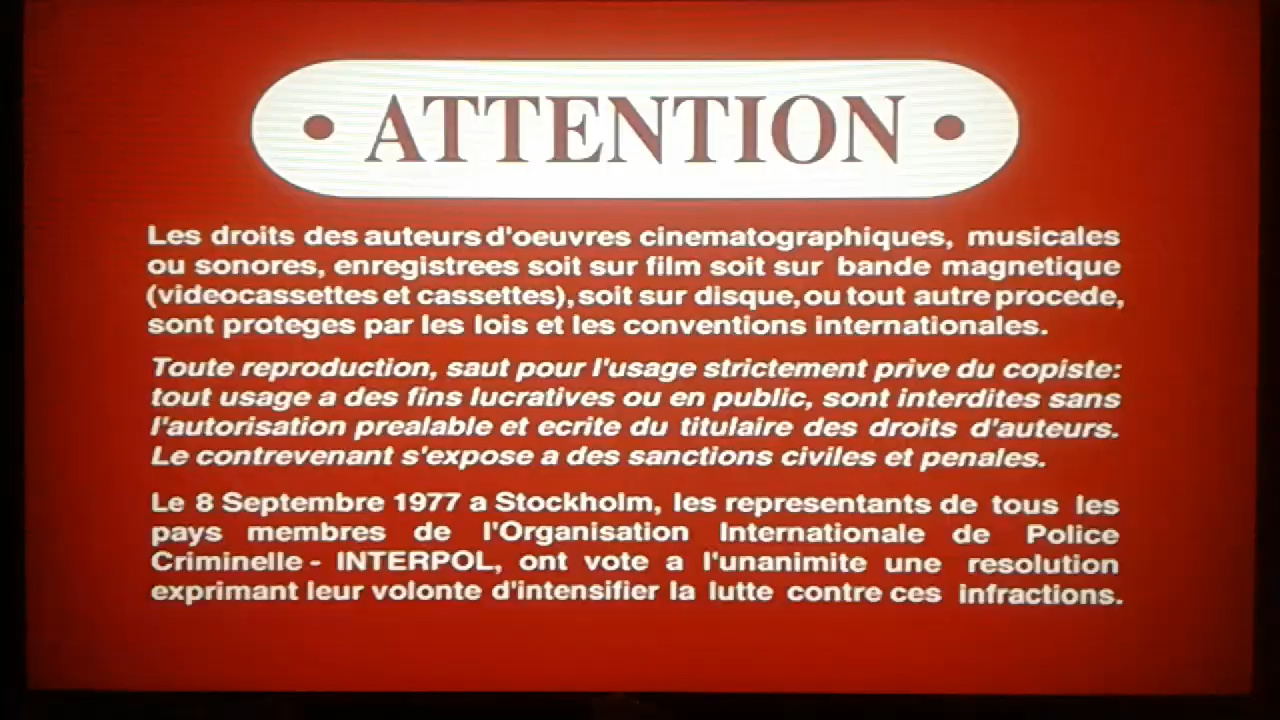 • ATTENTION •
Les droits des auteurs d'oeuvres cinematographiques, musicales
ou sonores, enregistrees soit sur film soit sur bande magnetique
(videocassettes et cassettes), soit sur disque, ou tout autre procede,
sont proteges par les lois et les conventions internationales.
Toute reproduction, saut pour l'usage strictement prive du copiste:
tout usage a des fins lucratives ou en public, sont interdites sans
l'autorisation prealable et ecrite du titulaire des droits d'auteurs.
Le contrevenant s'expose a des sanctions civiles et penales.
Le 8 Septembre 1977 a Stockholm, les representants de tous les
pays membres de l'Organisation Internationale de Police
Criminelle - INTERPOL, ont vote a l'unanimite une resolution
exprimant leur volonte d'intensifier la lutte contre ces infractions.